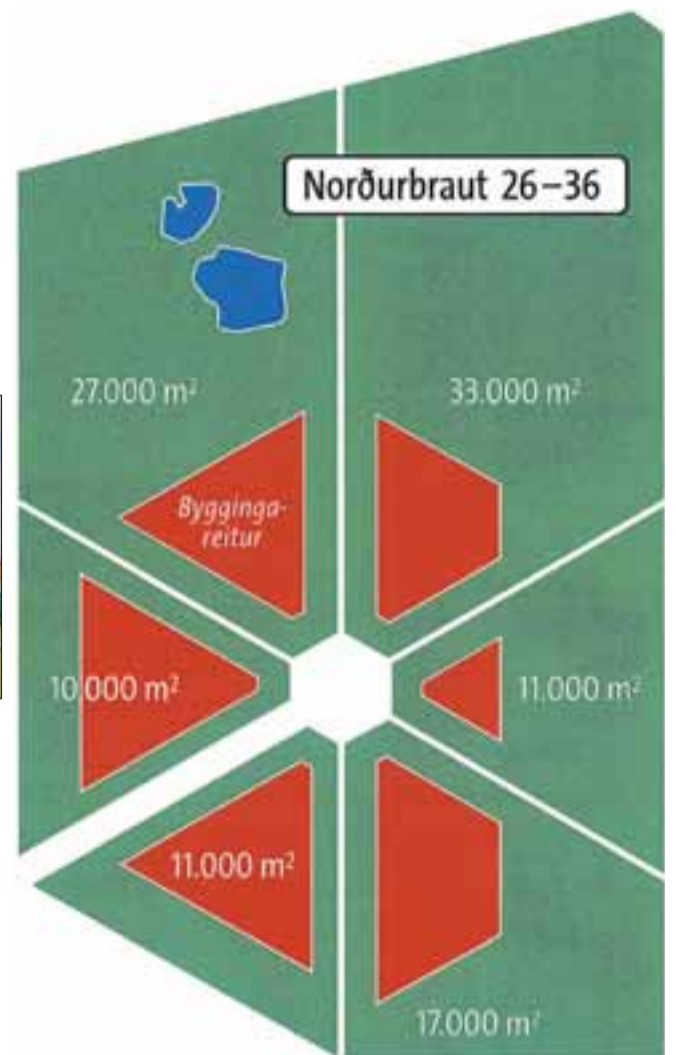 Norðurbraut 26–36
27.000 m²
33.000 m²
Bygginga-
reitur
10.000 m²
11.000 m²
11.000 m²
17.000 m²